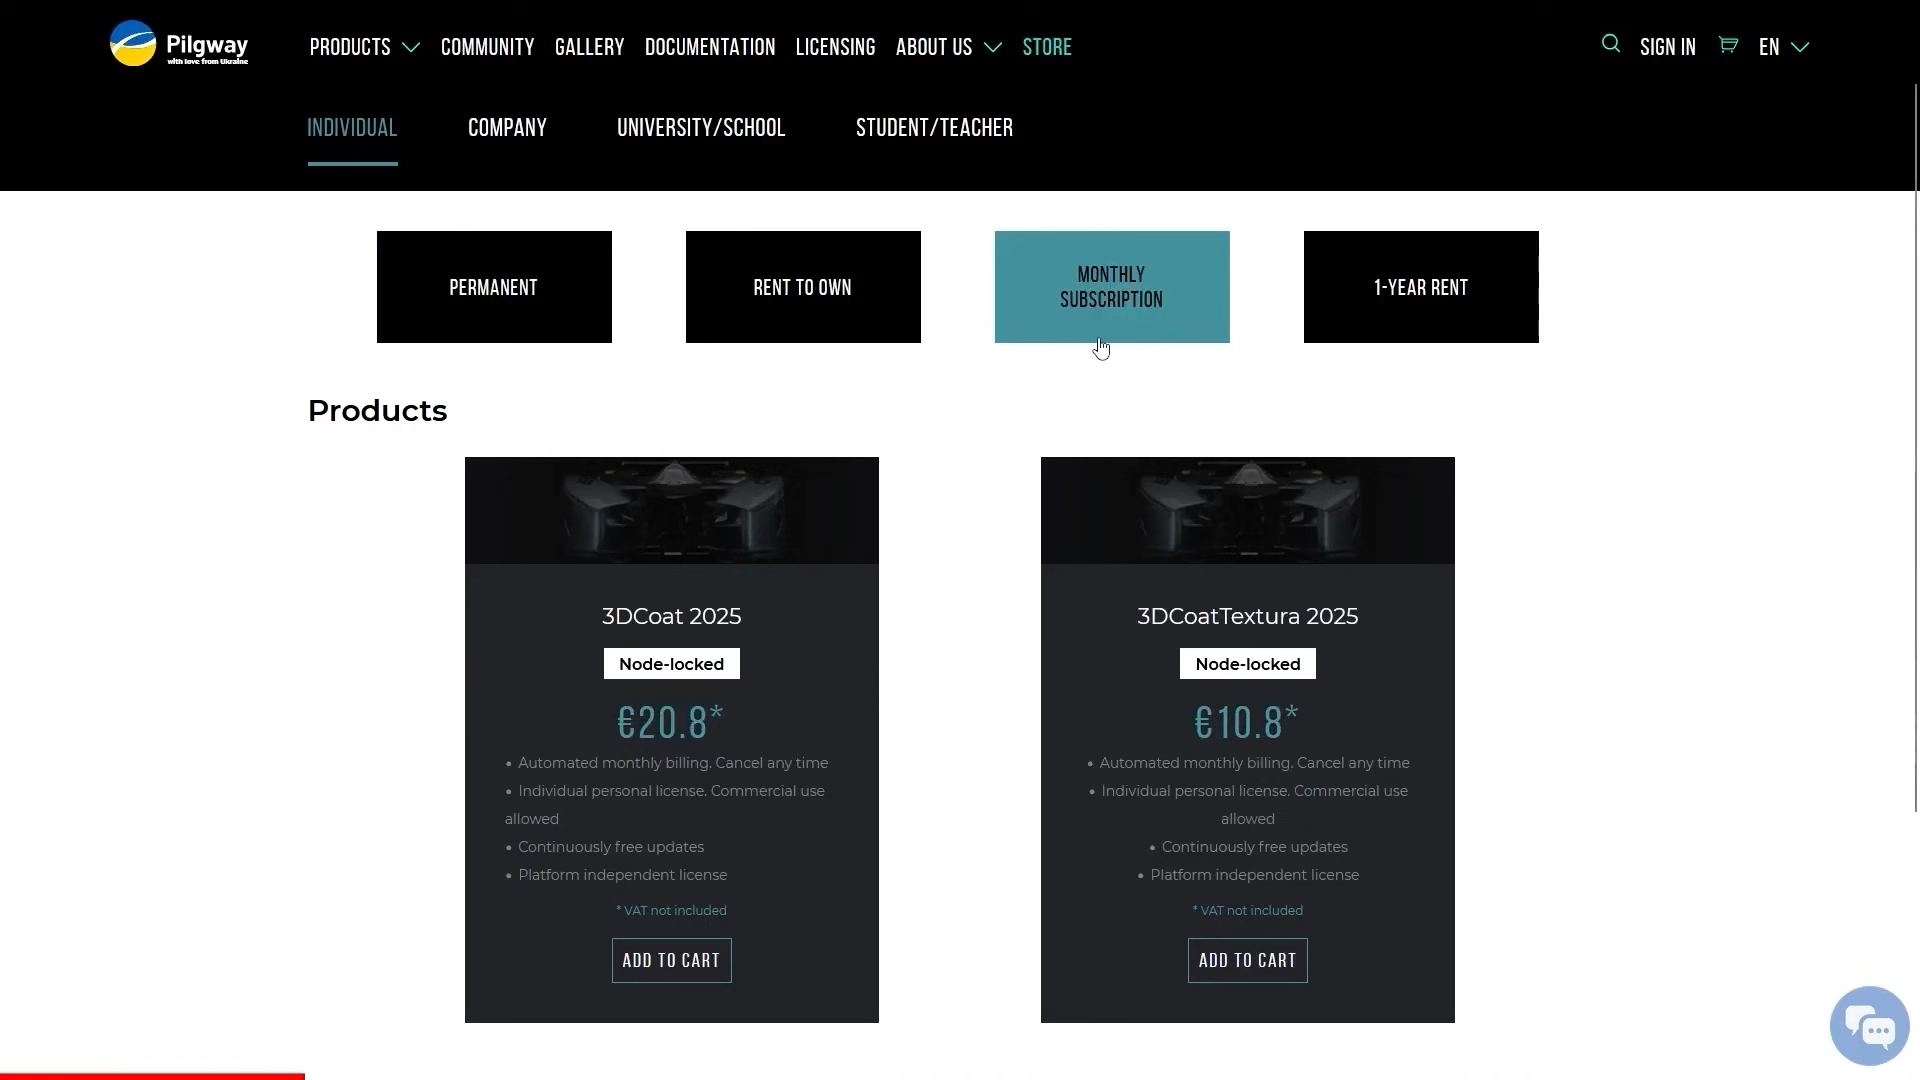 Pilgway
with love from Ukraine
PRODUCTS COMMUNITY GALLERY DOCUMENTATION LICENSING ABOUT US STORE SIGN IN EN
INDIVIDUAL COMPANY UNIVERSITY/SCHOOL STUDENT/TEACHER
PERMANENT
RENT TO OWN
MONTHLY
SUBSCRIPTION
1-YEAR RENT
Products
3DCoat 2025
Node-locked
€20.8*
• Automated monthly billing. Cancel any time
• Individual personal license. Commercial use
allowed
• Continuously free updates
• Platform independent license
* VAT not included
ADD TO CART
3DCoatTextura 2025
Node-locked
€10.8*
• Automated monthly billing. Cancel any time
• Individual personal license. Commercial use
allowed
• Continuously free updates
• Platform independent license
* VAT not included
ADD TO CART